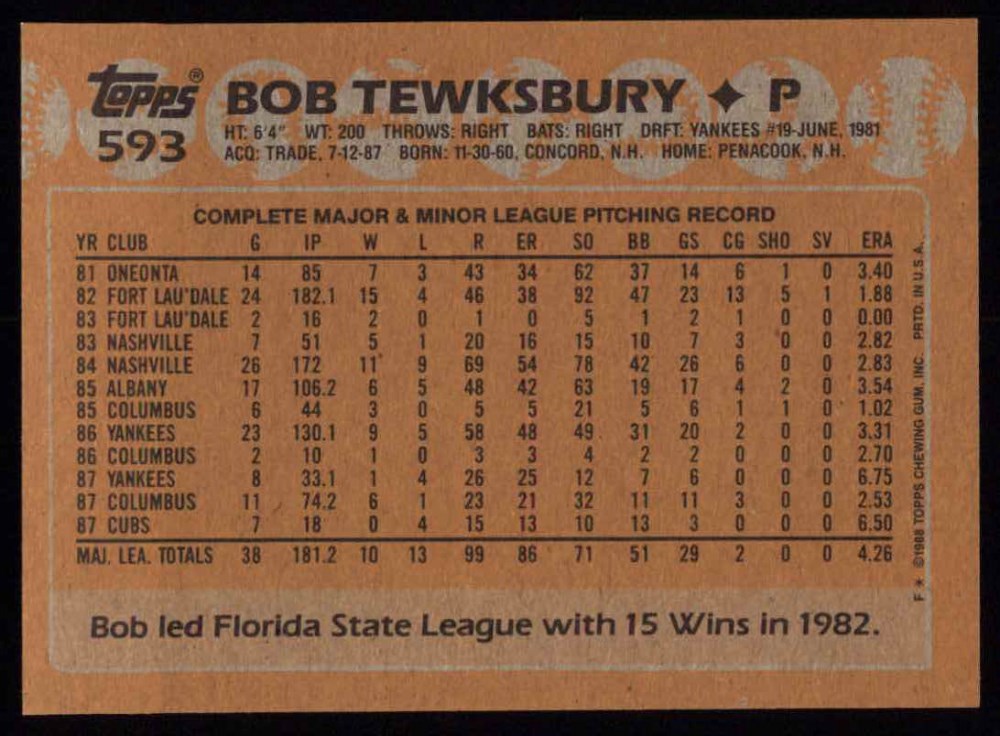 Topps® BOB TEWKSBURY ✦ P
593
HT: 6'4" WT: 200 THROWS: RIGHT BATS: RIGHT DRFT: YANKEES #19-JUNE, 1981
ACQ: TRADE, 7-12-87 BORN: 11-30-60, CONCORD, N.H. HOME: PENACOOK, N.H.
COMPLETE MAJOR & MINOR LEAGUE PITCHING RECORD
YR CLUB G IP W L R ER SO BB GS CG SHO SV ERA
81 ONEONTA 14 85 7 3 43 34 62 37 14 6 1 0 3.40
82 FORT LAU'DALE 24 182.1 15 4 46 38 92 47 23 13 5 1 1.88
83 FORT LAU'DALE 2 16 2 0 1 0 5 1 2 1 0 0 0.00
83 NASHVILLE 7 51 5 1 20 16 15 10 7 3 0 0 2.82
84 NASHVILLE 26 172 11 9 69 54 78 42 26 6 0 0 2.83
85 ALBANY 17 106.2 6 5 48 42 63 19 17 4 2 0 3.54
85 COLUMBUS 6 44 3 0 5 5 21 5 6 1 1 0 1.02
86 YANKEES 23 130.1 9 5 58 48 49 31 20 2 0 0 3.31
86 COLUMBUS 2 10 1 0 3 3 4 2 2 0 0 0 2.70
87 YANKEES 8 33.1 1 4 26 25 12 7 6 0 0 0 6.75
87 COLUMBUS 11 74.2 6 1 23 21 32 11 11 3 0 0 2.53
87 CUBS 7 18 0 4 15 13 10 13 3 0 0 0 6.50
MAJ. LEA. TOTALS 38 181.2 10 13 99 86 71 51 29 2 0 0 4.26
Bob led Florida State League with 15 Wins in 1982.
F * ©1988 TOPPS CHEWING GUM, INC. PRTD. IN U.S.A.